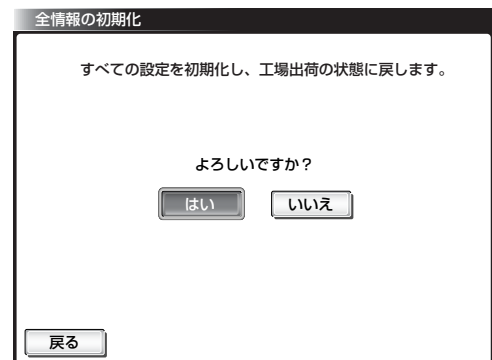 全情報の初期化
すべての設定を初期化し、工場出荷の状態に戻します。
よろしいですか？
はい
いいえ
戻る